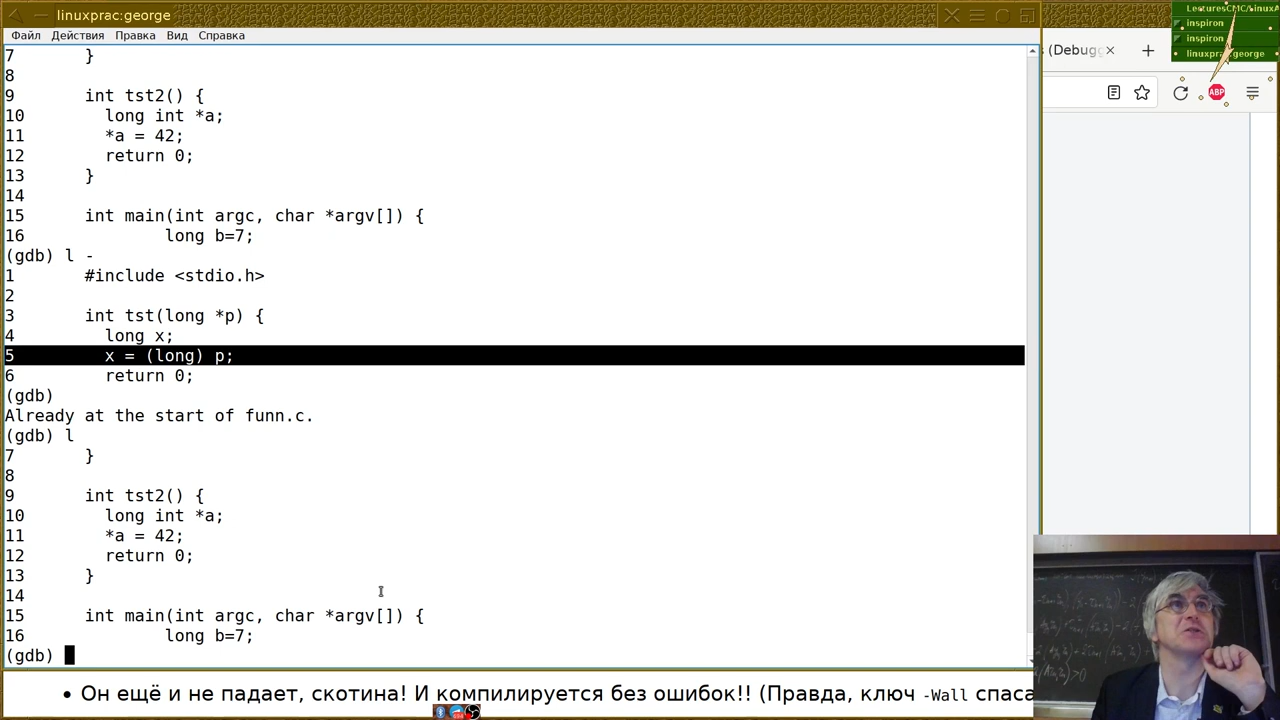 linuxprac:george
Файл Действия Правка Вид Справка
7 }
8
9 int tst2() {
10 long int *a;
11 *a = 42;
12 return 0;
13 }
14
15 int main(int argc, char *argv[]) {
16 long b=7;
(gdb) l -
1 #include <stdio.h>
2
3 int tst(long *p) {
4 long x;
5 x = (long) p;
6 return 0;
(gdb)
Already at the start of funn.c.
(gdb) l
7 }
8
9 int tst2() {
10 long int *a;
11 *a = 42;
12 return 0;
13 }
14
15 int main(int argc, char *argv[]) {
16 long b=7;
(gdb)
• Он ещё и не падает, скотина! И компилируется без ошибок!! (Правда, ключ -Wall спаса
inspiron
inspiron
linuxprac:george
(Debugg
ABP